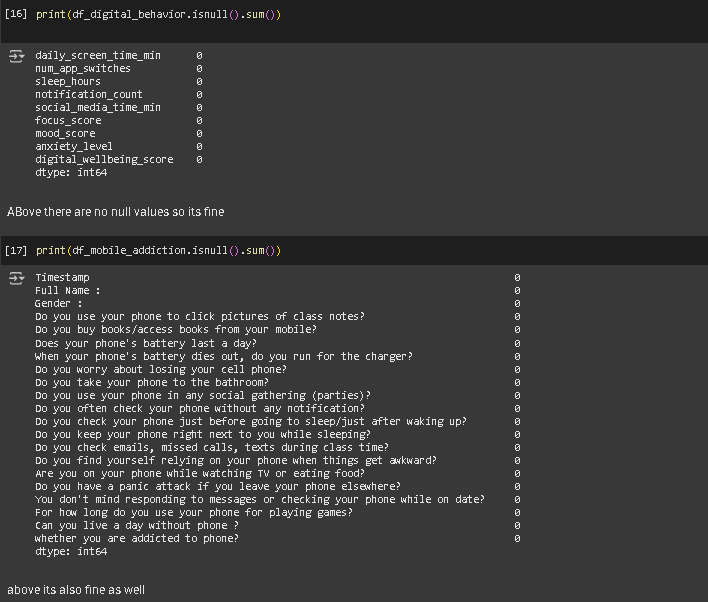 [16] print(df_digital_behavior.isnull().sum())
daily_screen_time_min 0
num_app_switches 0
sleep_hours 0
notification_count 0
social_media_time_min 0
focus_score 0
mood_score 0
anxiety_level 0
digital_wellbeing_score 0
dtype: int64
ABove there are no null values so its fine
[17] print(df_mobile_addiction.isnull().sum())
Timestamp 0
Full Name : 0
Gender : 0
Do you use your phone to click pictures of class notes? 0
Do you buy books/access books from your mobile? 0
Does your phone's battery last a day? 0
When your phone's battery dies out, do you run for the charger? 0
Do you worry about losing your cell phone? 0
Do you take your phone to the bathroom? 0
Do you use your phone in any social gathering (parties)? 0
Do you often check your phone without any notification? 0
Do you check your phone just before going to sleep/just after waking up? 0
Do you keep your phone right next to you while sleeping? 0
Do you check emails, missed calls, texts during class time? 0
Do you find yourself relying on your phone when things get awkward? 0
Are you on your phone while watching TV or eating food? 0
Do you have a panic attack if you leave your phone elsewhere? 0
You don't mind responding to messages or checking your phone while on date? 0
For how long do you use your phone for playing games? 0
Can you live a day without phone ? 0
whether you are addicted to phone? 0
dtype: int64
above its also fine as well